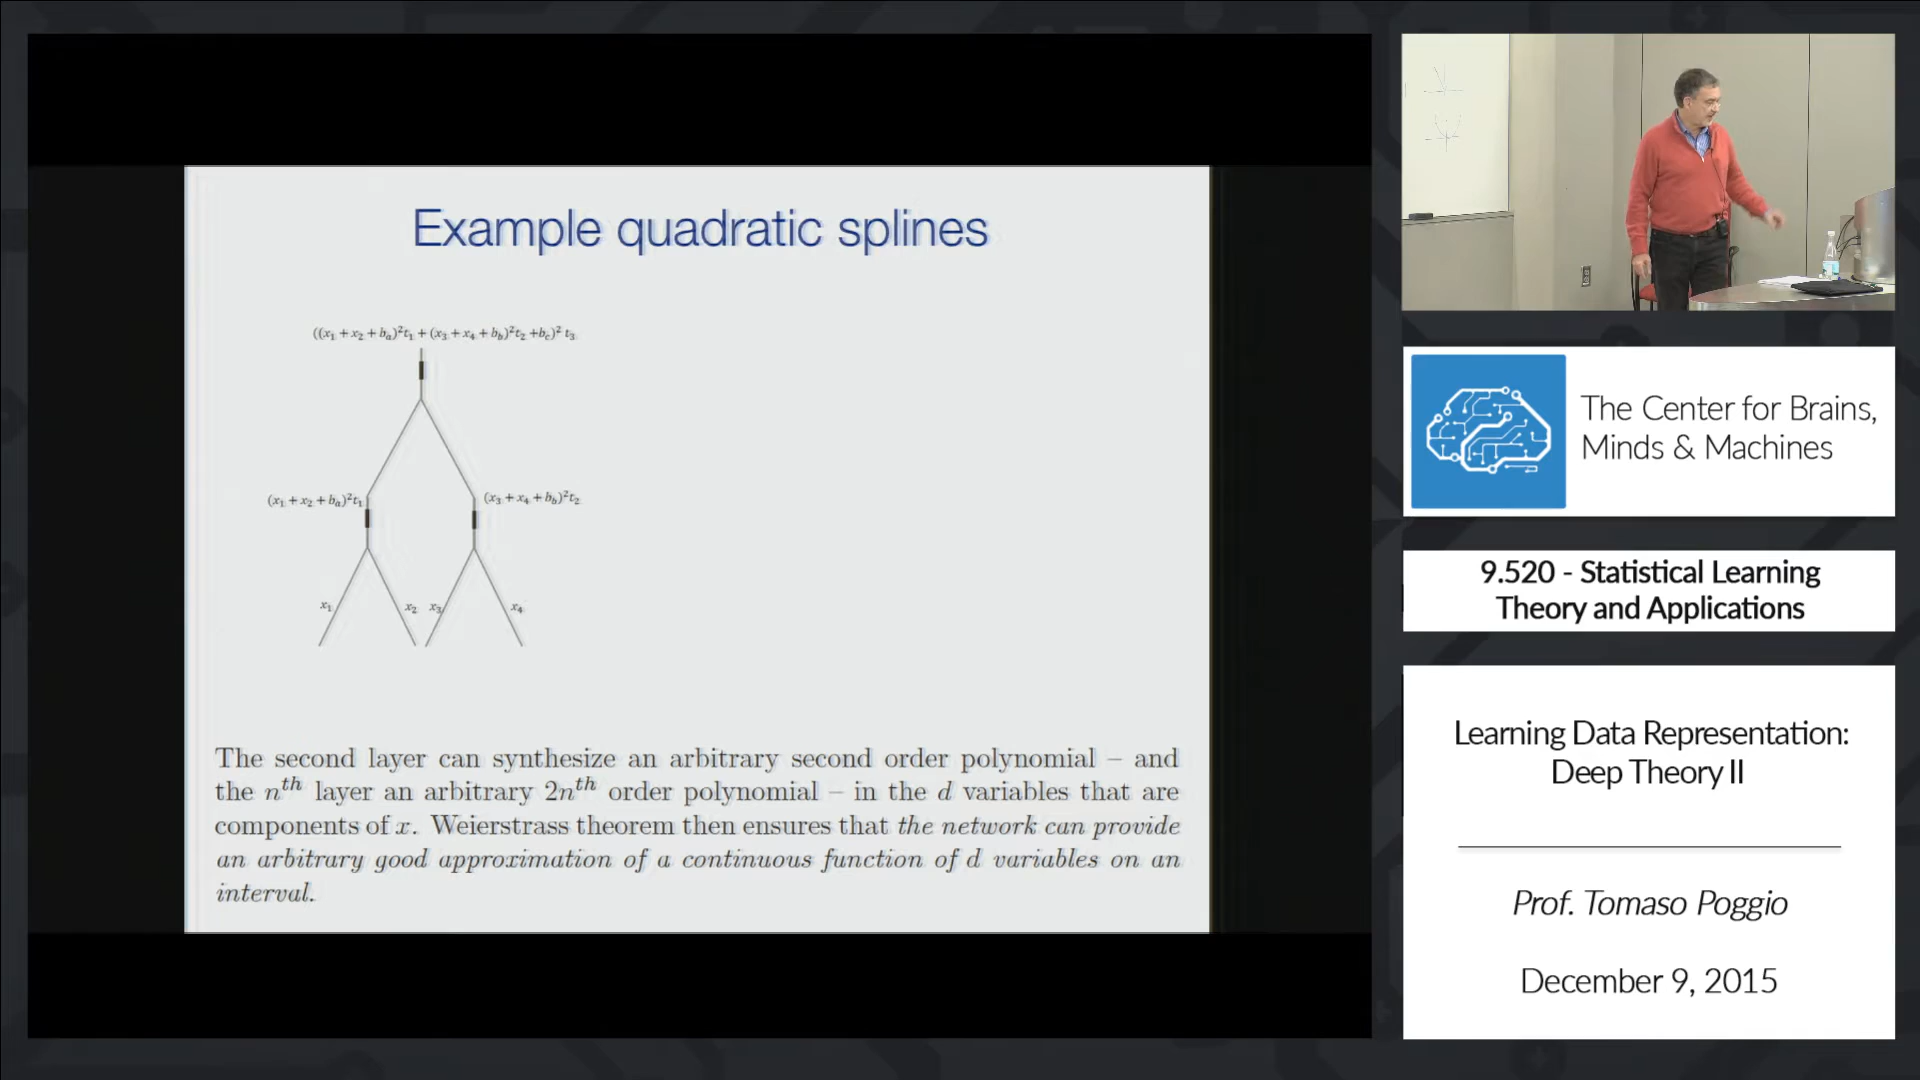 Example quadratic splines
((x₁ + x₂ + bₐ)²t₁ + (x₃ + x₄ + b_b)²t₂ + b_c)² t₃
(x₁ + x₂ + bₐ)²t₁
(x₃ + x₄ + b_b)²t₂
x₁
x₂
x₃
x₄
The second layer can synthesize an arbitrary second order polynomial – and
the nᵗʰ layer an arbitrary 2nᵗʰ order polynomial – in the d variables that are
components of x. Weierstrass theorem then ensures that the network can provide
an arbitrary good approximation of a continuous function of d variables on an
interval.
The Center for Brains,
Minds & Machines
9.520 - Statistical Learning
Theory and Applications
Learning Data Representation:
Deep Theory II
Prof. Tomaso Poggio
December 9, 2015